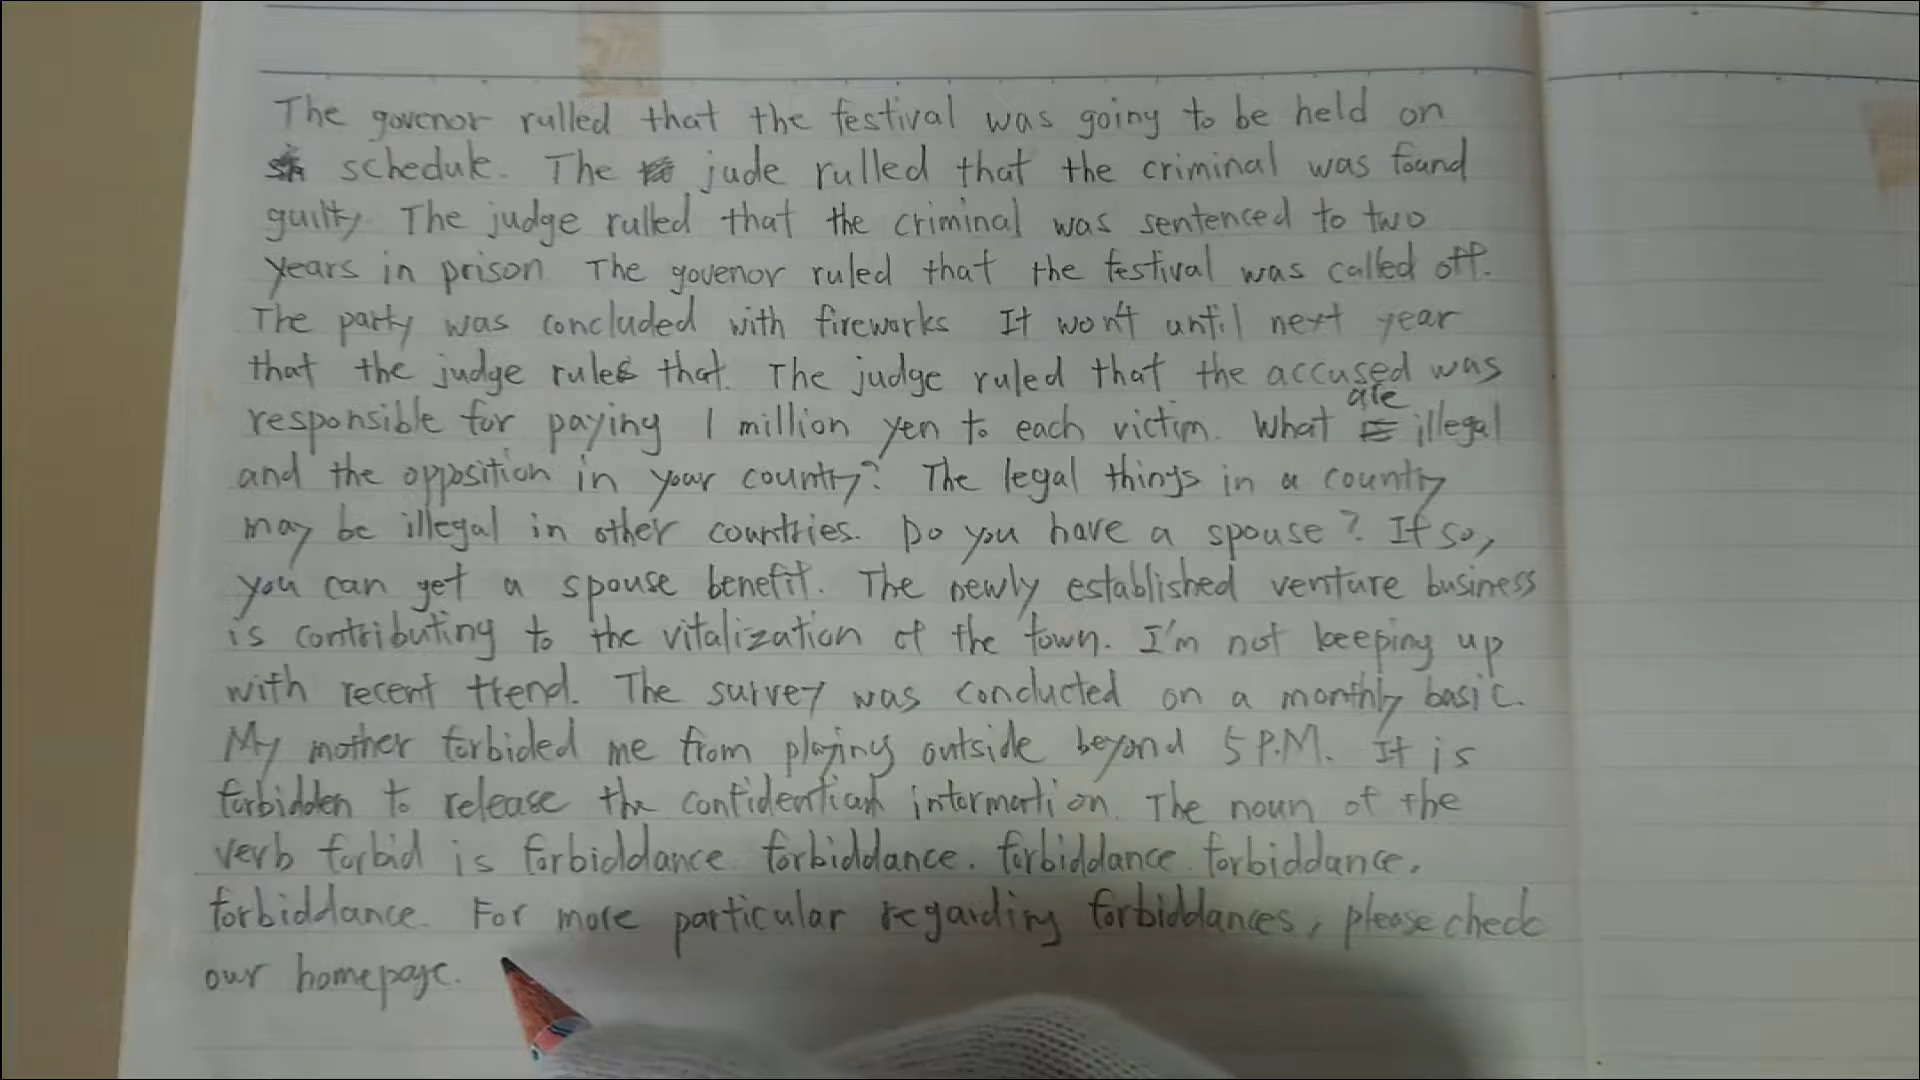 The govenor rulled that the festival was going to be held on
schedule. The jude rulled that the criminal was found
guilty. The judge rulled that the criminal was sentenced to two
years in prison The govenor ruled that the festival was called off.
The party was concluded with fireworks It won't until next year
that the judge rules that. The judge ruled that the accused was
responsible for paying 1 million yen to each victim. What are illegal
and the opposition in your country? The legal things in a country
may be illegal in other countries. Do you have a spouse? If so,
you can get a spouse benefit. The newly established venture business
is contributing to the vitalization of the town. I'm not keeping up
with recent trend. The survey was conducted on a monthly basic.
My mother forbided me from playing outside beyond 5 P.M. It is
forbidden to release the information. The noun of the
verb forbid is forbiddance forbiddance. forbiddance. forbiddance.
forbiddance. For more particular regarding forbiddances, please check
our homepage.